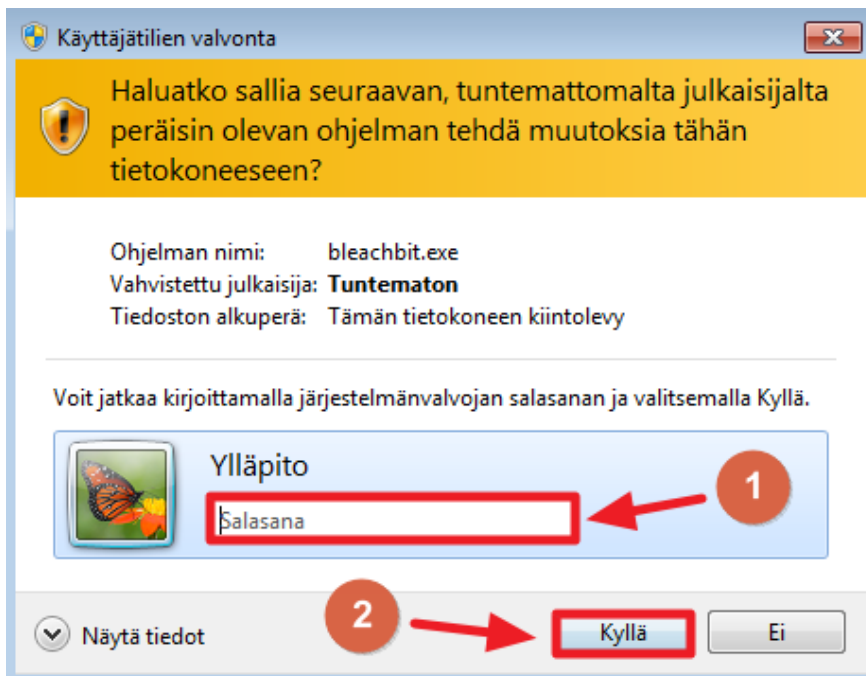 Käyttäjätilien valvonta
Haluatko sallia seuraavan, tuntemattomalta julkaisijalta
peräisin olevan ohjelman tehdä muutoksia tähän
tietokoneeseen?
Ohjelman nimi: bleachbit.exe
Vahvistettu julkaisija: Tuntematon
Tiedoston alkuperä: Tämän tietokoneen kiintolevy
Voit jatkaa kirjoittamalla järjestelmänvalvojan salasanan ja valitsemalla Kyllä.
Ylläpito
Salasana
1
2
Näytä tiedot
Kyllä
Ei